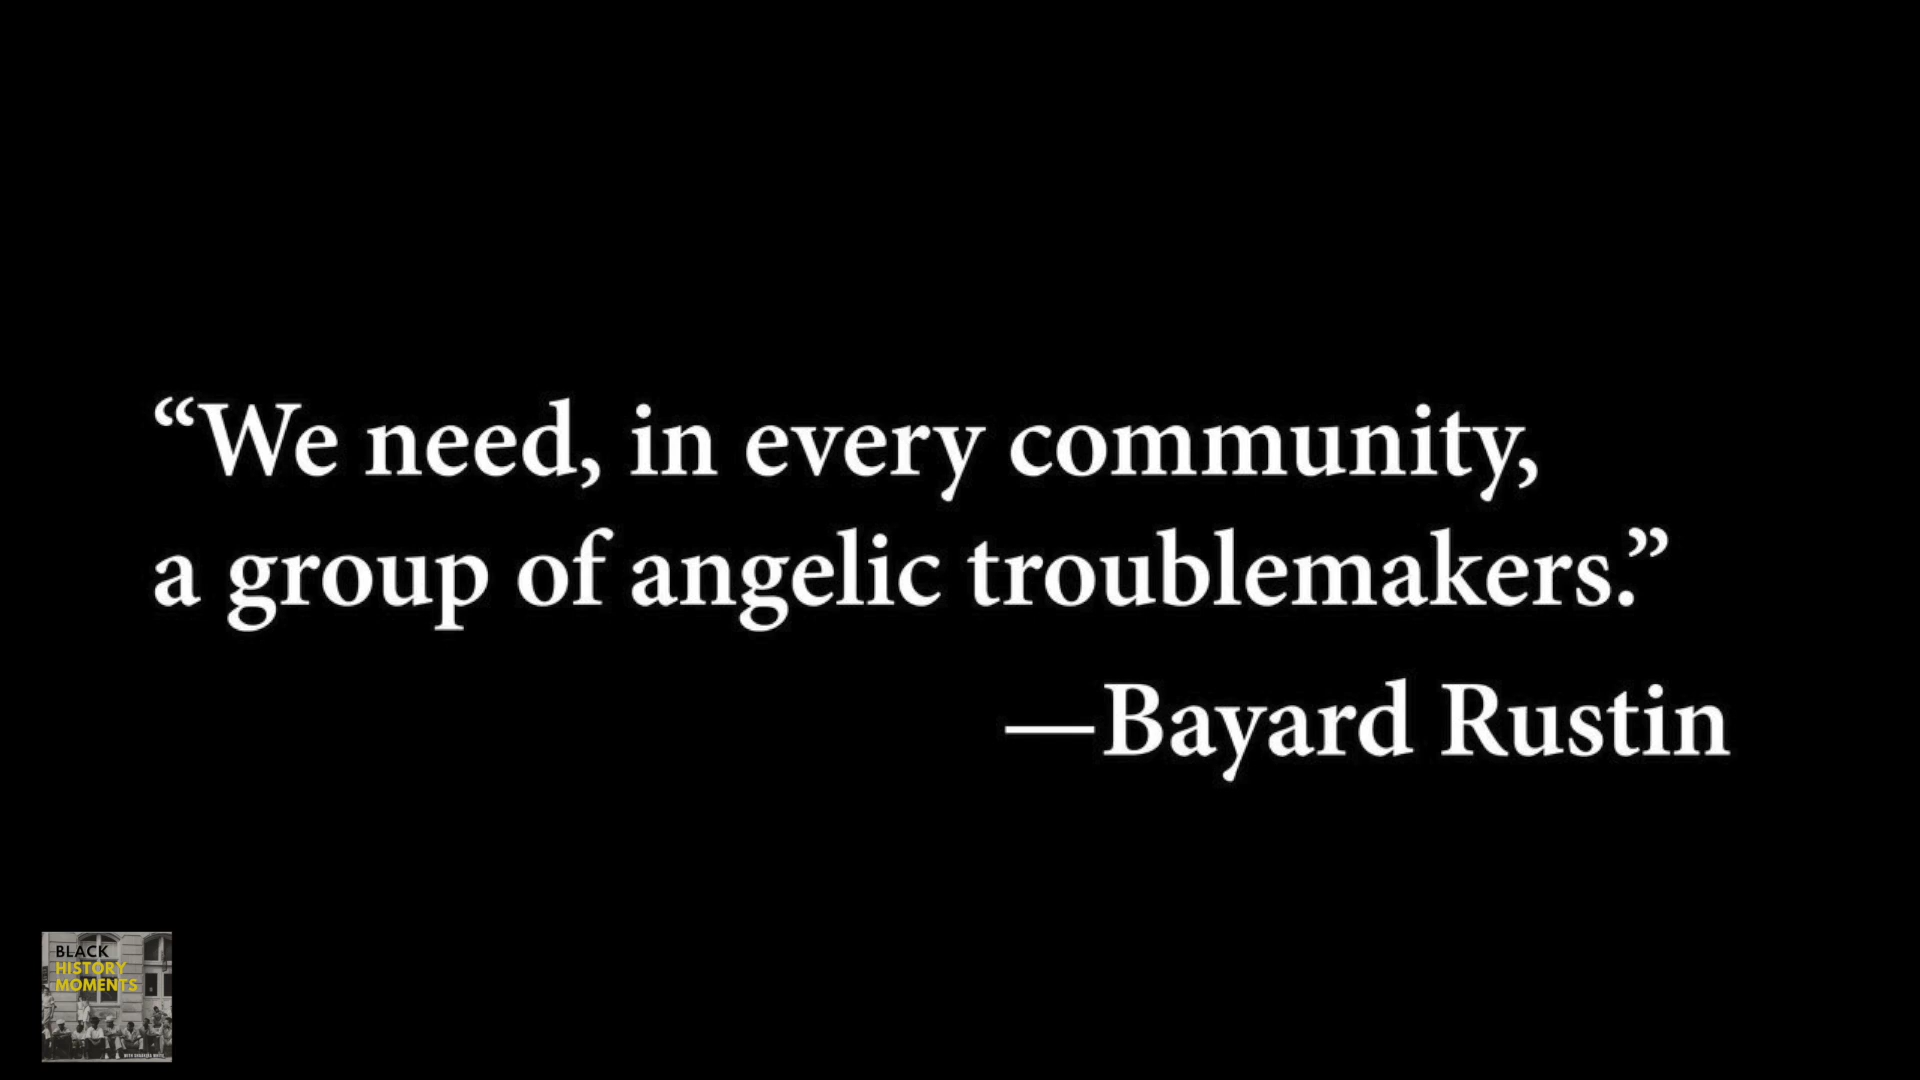 “We need, in every community,
a group of angelic troublemakers.”
—Bayard Rustin
BLACK
HISTORY
MOMENTS